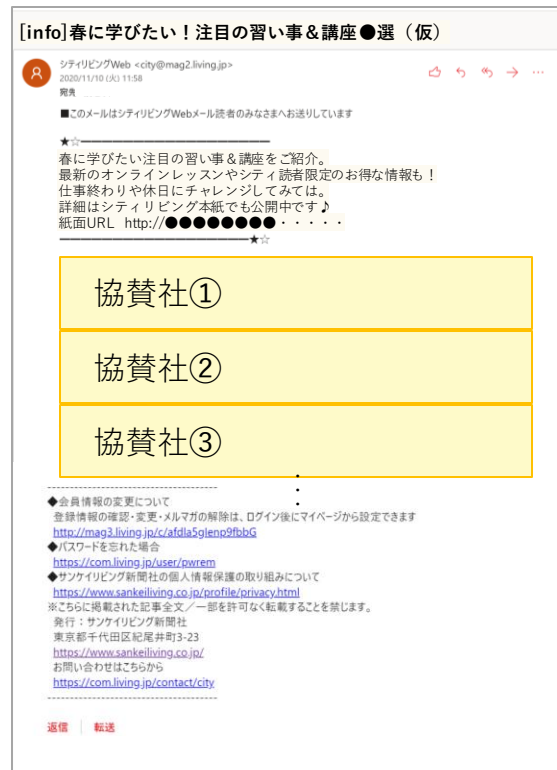 [info]春に学びたい！注目の習い事＆講座●選（仮）
R
シティリビングWeb <city@mag2.living.jp>
2020/11/10 (火) 11:58
宛先
■このメールはシティリビングWebメール読者のみなさまへお送りしています
★☆━━━━━━━━━━━━━━━━━━
春に学びたい注目の習い事＆講座をご紹介。
最新のオンラインレッスンやシティ読者限定のお得な情報も！
仕事終わりや休日にチャレンジしてみては。
詳細はシティリビング本紙でも公開中です♪
紙面URL http://●●●●●●●●・・・・・
━━━━━━━━━━━━━━━━━━★☆
協賛社①
協賛社②
協賛社③
・
・
・
------------------------------------
◆会員情報の変更について
登録情報の確認・変更・メルマガの解除は、ログイン後にマイページから設定できます
http://mag3.living.jp/c/afdla5glenp9fbbG
◆パスワードを忘れた場合
https://com.living.jp/user/pwrem
◆サンケイリビング新聞社の個人情報保護の取り組みについて
https://www.sankeiliving.co.jp/profile/privacy.html
※こちらに掲載された記事全文／一部を許可なく転載することを禁じます。
発行：サンケイリビング新聞社
東京都千代田区紀尾井町3-23
https://www.sankeiliving.co.jp/
お問い合わせはこちらから
https://com.living.jp/contact/city
------------------------------------
返信 | 転送